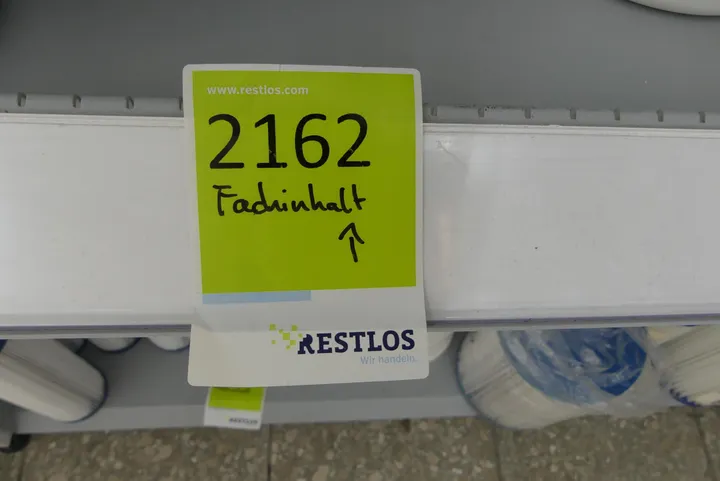 www.restlos.com
2162
Fachinhalt
↑
RESTLOS
Wir handeln.